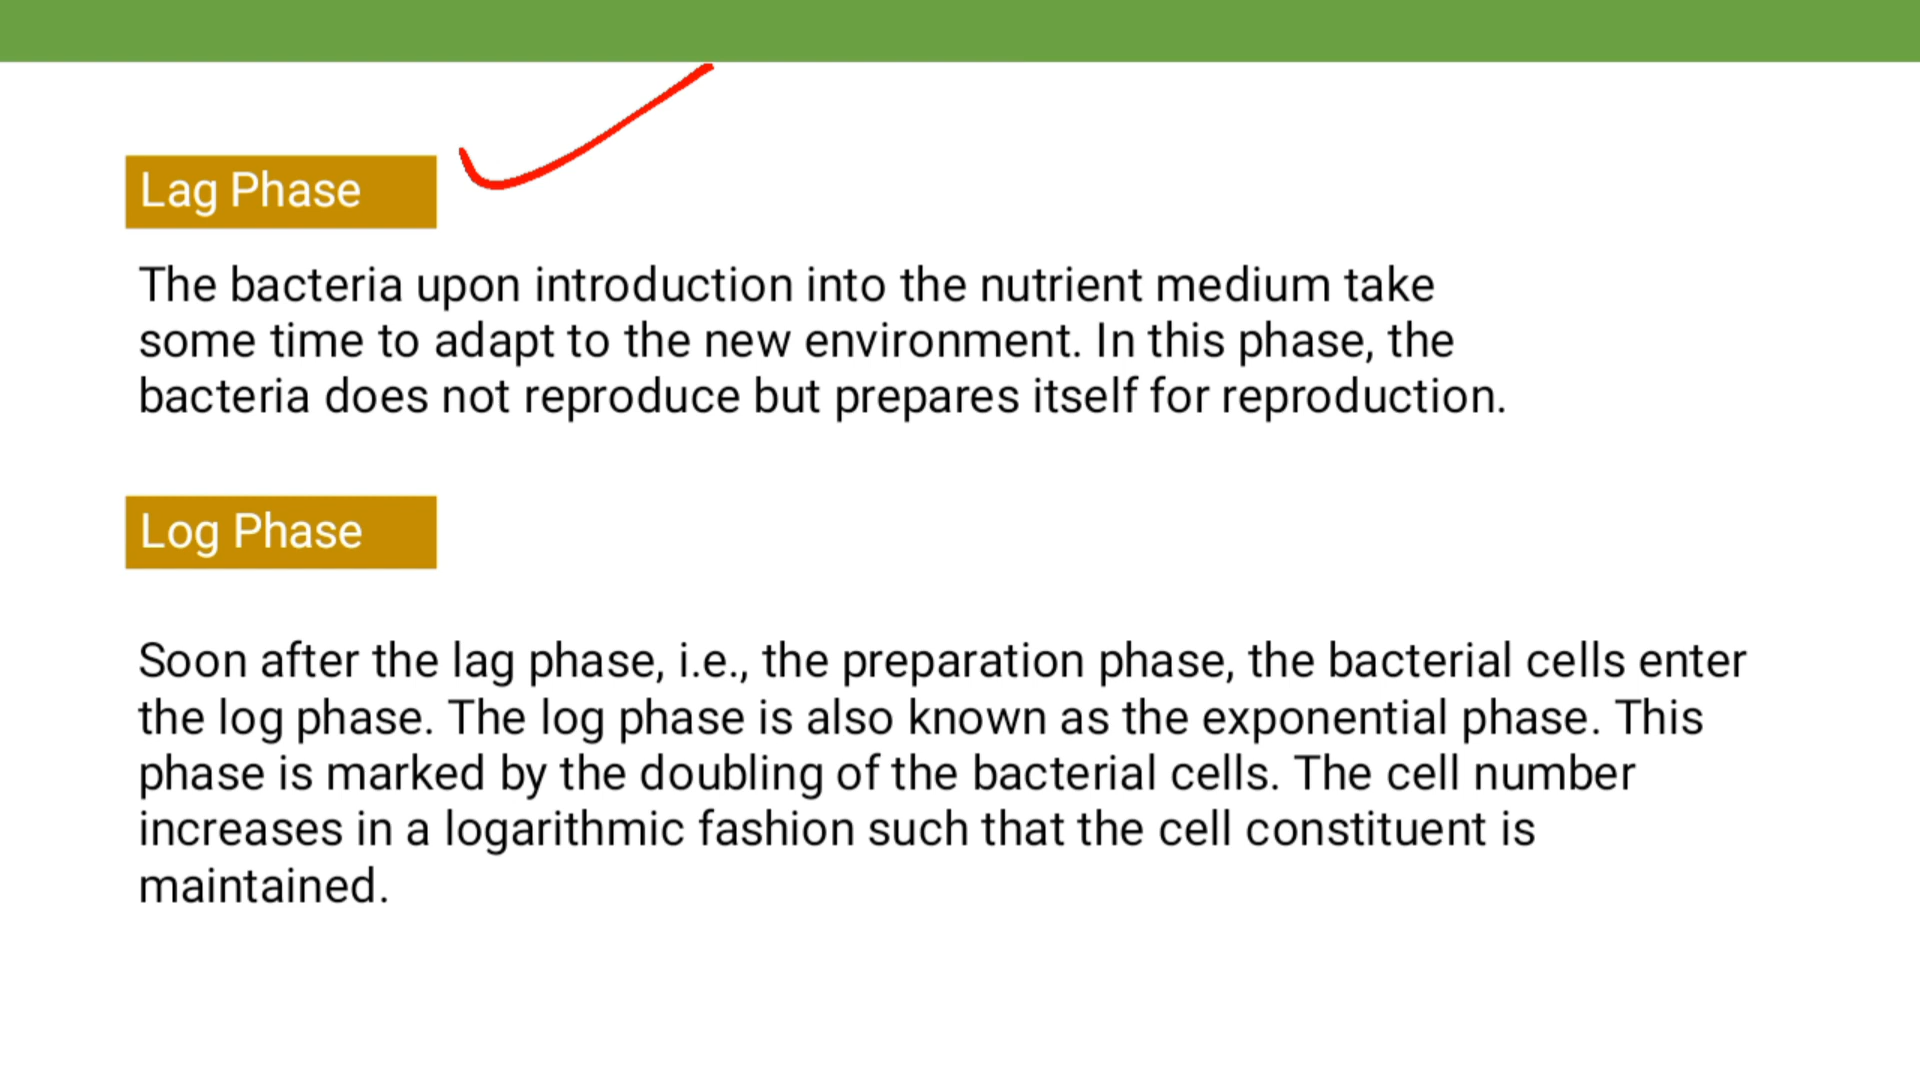 Lag Phase
The bacteria upon introduction into the nutrient medium take
some time to adapt to the new environment. In this phase, the
bacteria does not reproduce but prepares itself for reproduction.
Log Phase
Soon after the lag phase, i.e., the preparation phase, the bacterial cells enter
the log phase. The log phase is also known as the exponential phase. This
phase is marked by the doubling of the bacterial cells. The cell number
increases in a logarithmic fashion such that the cell constituent is
maintained.